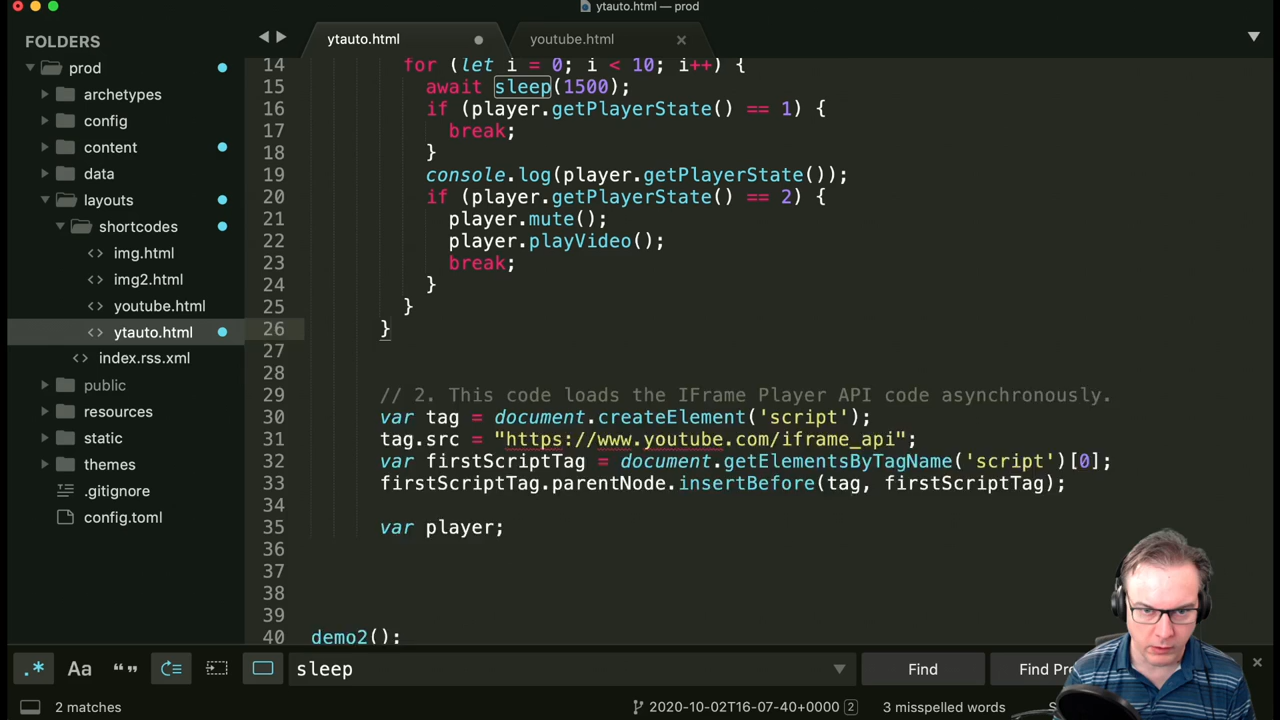 ytauto.html — prod
FOLDERS
prod
archetypes
config
content
data
layouts
shortcodes
img.html
img2.html
youtube.html
ytauto.html
index.rss.xml
public
resources
static
themes
.gitignore
config.toml
ytauto.html
youtube.html
14 for (let i = 0; i < 10; i++) {
15 await sleep(1500);
16 if (player.getPlayerState() == 1) {
17 break;
18 }
19 console.log(player.getPlayerState());
20 if (player.getPlayerState() == 2) {
21 player.mute();
22 player.playVideo();
23 break;
24 }
25 }
26 }
27
28
29 // 2. This code loads the IFrame Player API code asynchronously.
30 var tag = document.createElement('script');
31 tag.src = "https://www.youtube.com/iframe_api";
32 var firstScriptTag = document.getElementsByTagName('script')[0];
33 firstScriptTag.parentNode.insertBefore(tag, firstScriptTag);
34
35 var player;
36
37
38
39
40 demo2();
.* Aa “” sleep Find Find Pre
2 matches
2020-10-02T16-07-40+0000 2
3 misspelled words